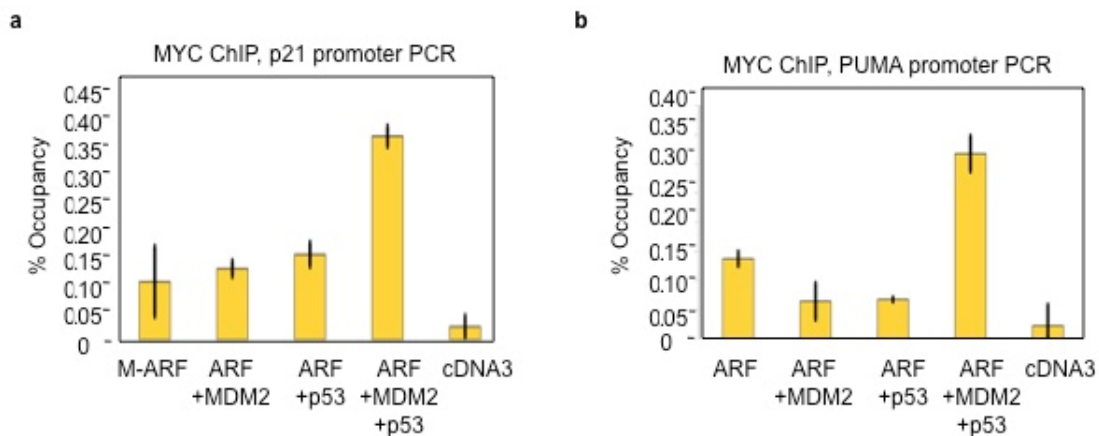 a
MYC ChIP, p21 promoter PCR
% Occupancy
0.45
0.40
0.35
0.30
0.25
0.20
0.15
0.10
0.05
0
M-ARF
ARF
+MDM2
ARF
+p53
ARF
+MDM2
+p53
cDNA3
b
MYC ChIP, PUMA promoter PCR
% Occupancy
0.40
0.35
0.30
0.25
0.20
0.15
0.10
0.05
0
ARF
ARF
+MDM2
ARF
+p53
ARF
+MDM2
+p53
cDNA3